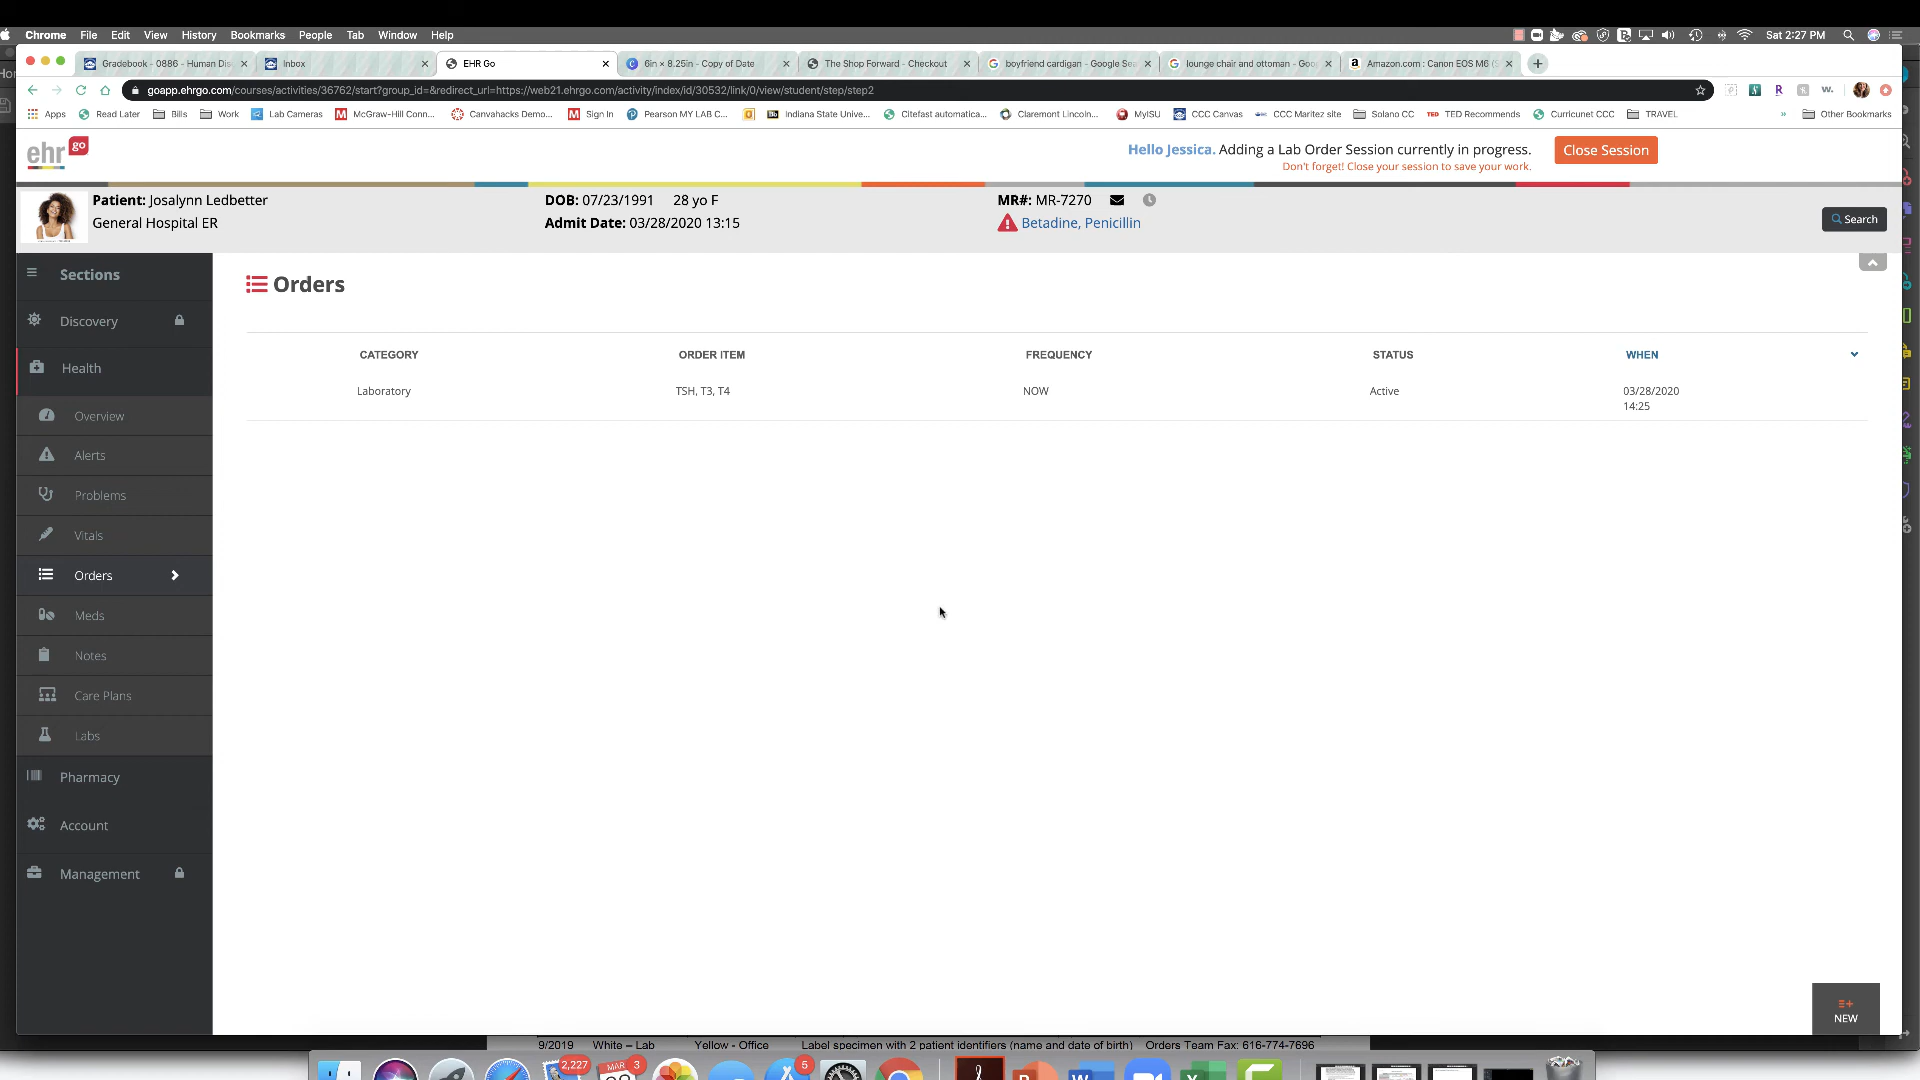 Chrome File Edit View History Bookmarks People Tab Window Help Sat 2:27 PM
Gradebook - 0886 - Human Dis Inbox EHR Go 6in × 8.25in - Copy of Date The Shop Forward - Checkout boyfriend cardigan - Google Sea lounge chair and ottoman - Goog Amazon.com : Canon EOS M6 (S
goapp.ehrgo.com/courses/activities/36762/start?group_id=&redirect_url=https://web21.ehrgo.com/activity/index/id/30532/link/0/view/student/step/step2
Apps Read Later Bills Work Lab Cameras McGraw-Hill Conn... Canvahacks Demo... Sign In Pearson MY LAB C... Indiana State Unive... Citefast automatica... Claremont Lincoln... MyISU CCC Canvas CCC Maritez site Solano CC TED TED Recommends Curricunet CCC TRAVEL » Other Bookmarks
ehr go
Hello Jessica. Adding a Lab Order Session currently in progress.
Don't forget! Close your session to save your work.
Close Session
Patient: Josalynn Ledbetter DOB: 07/23/1991 28 yo F MR#: MR-7270
General Hospital ER Admit Date: 03/28/2020 13:15 Betadine, Penicillin
Search
Sections
Discovery
Health
Overview
Alerts
Problems
Vitals
Orders
Meds
Notes
Care Plans
Labs
Pharmacy
Account
Management
Orders
CATEGORY ORDER ITEM FREQUENCY STATUS WHEN
Laboratory TSH, T3, T4 NOW Active 03/28/2020
14:25
NEW
9/2019 White – Lab Yellow - Office Label specimen with 2 patient identifiers (name and date of birth) Orders Team Fax: 616-774-7696
2,227 MAR 3 5